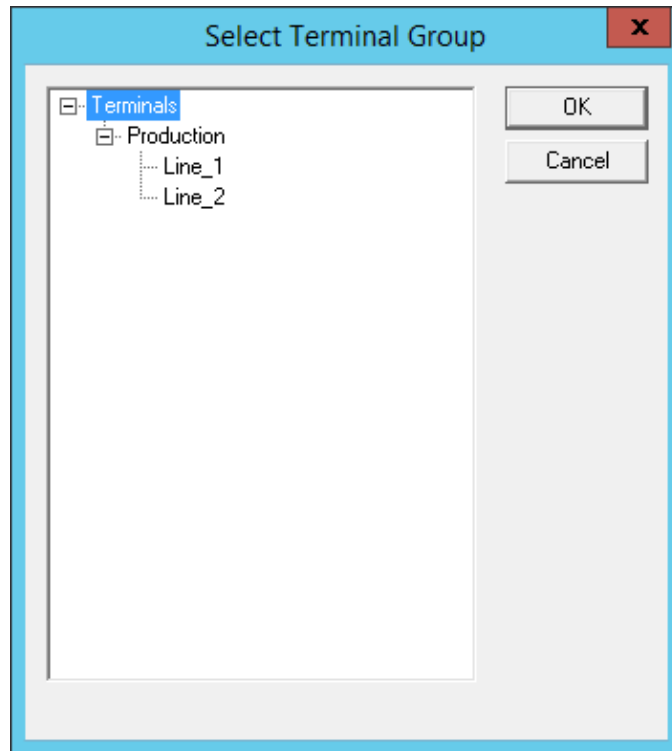 Select Terminal Group
x
Terminals
Production
Line_1
Line_2
OK
Cancel